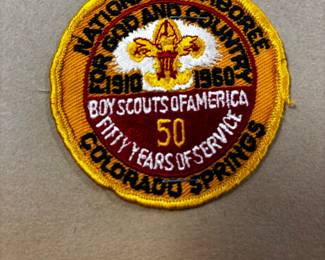 NATIONAL JAMBOREE
FOR GOD AND COUNTRY
1910 1960
BOY SCOUTS OF AMERICA
50
FIFTY YEARS OF SERVICE
COLORADO SPRINGS